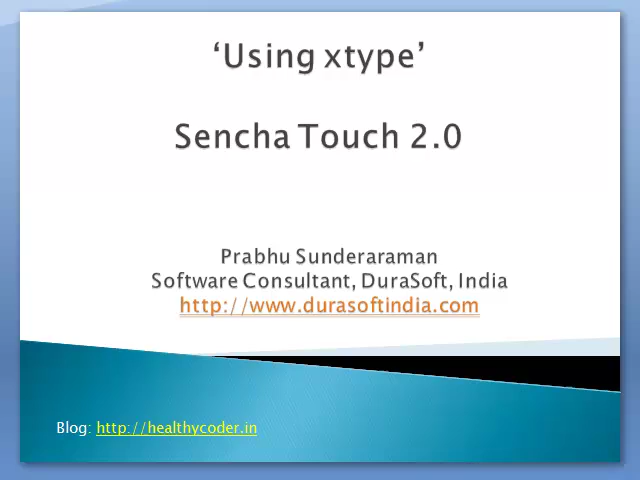 ‘Using xtype’
Sencha Touch 2.0
Prabhu Sunderaraman
Software Consultant, DuraSoft, India
http://www.durasoftindia.com
Blog: http://healthycoder.in